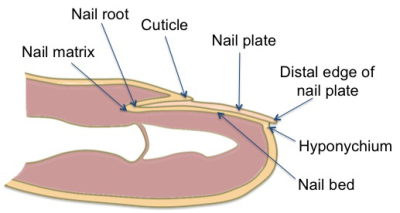 Nail root
Cuticle
Nail matrix
Nail plate
Distal edge of
nail plate
Hyponychium
Nail bed